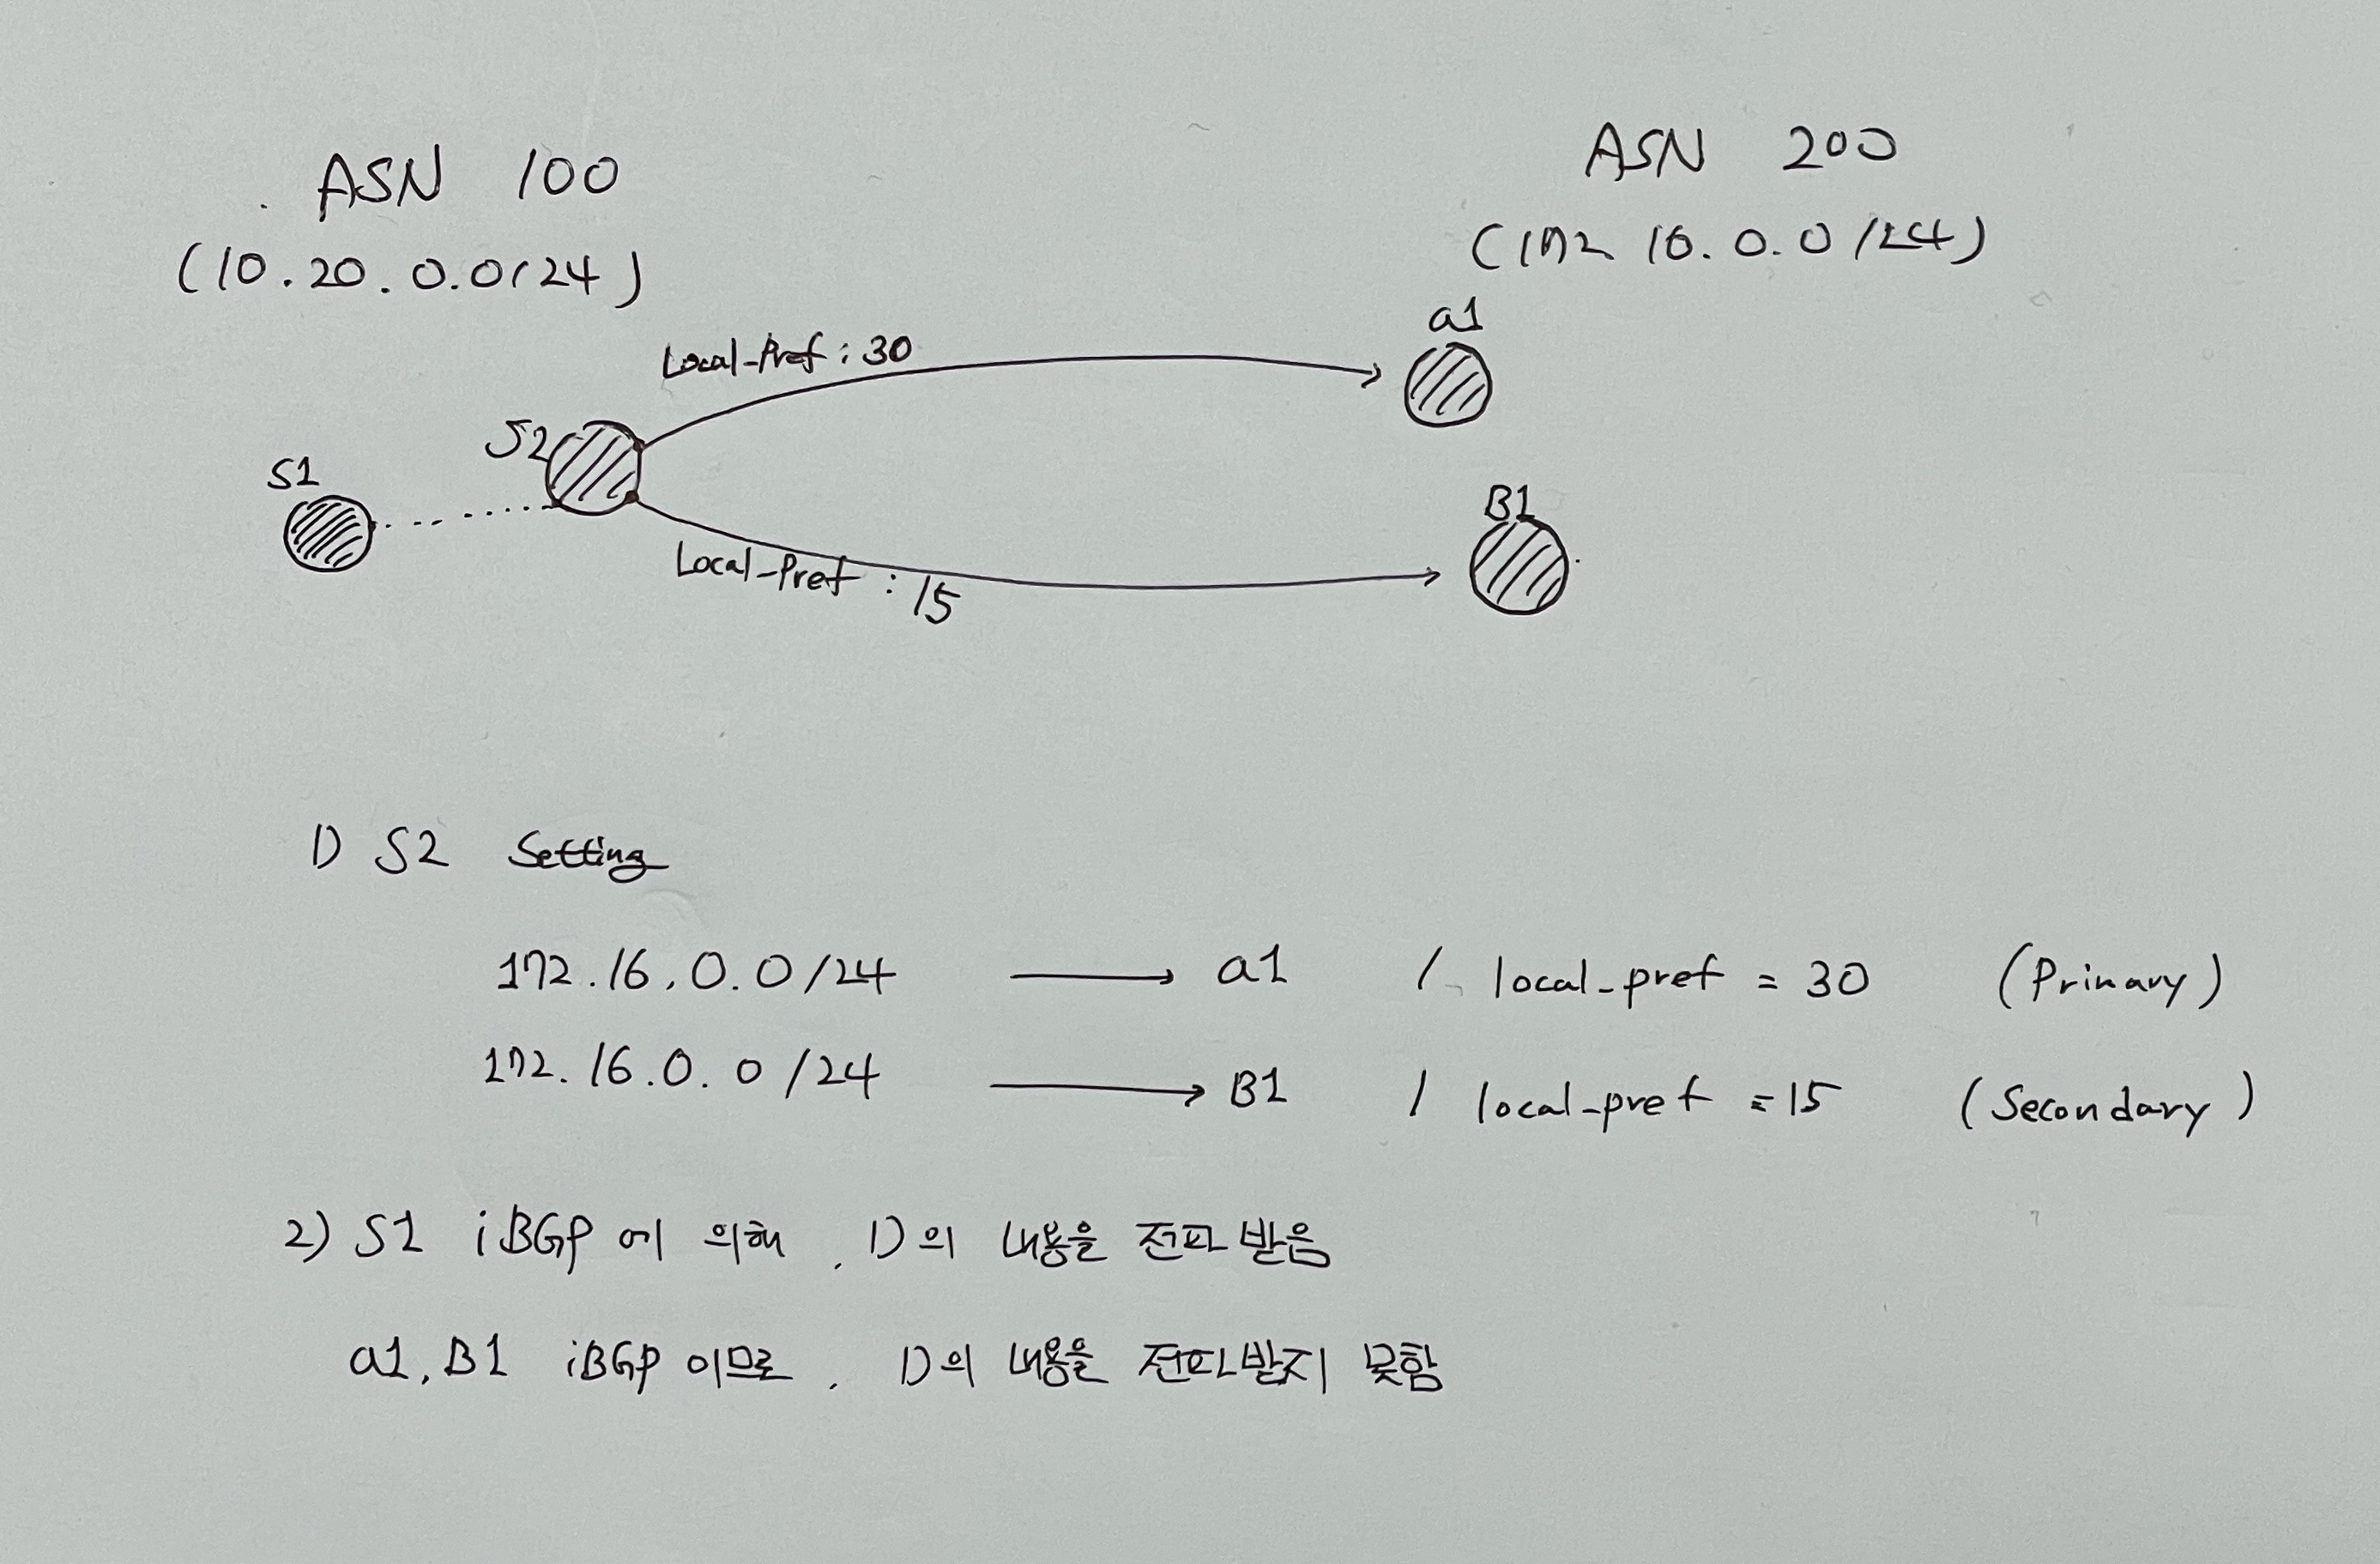 ASN 100
ASN 200
(10.20.0.0/24)
(172 16.0.0/24)
a1
Local-Pref : 30
S2
S1
B1
Local-Pref : 15
1) S2 Setting
172.16.0.0/24 → a1 / local-pref = 30 (Primary)
172.16.0.0/24 → B1 / local-pref = 15 (Secondary)
2) S1 iBGP에 의해, 1)의 내용을 전파 받음
a1, B1 iBGP 이므로, 1)의 내용을 전파받지 못함